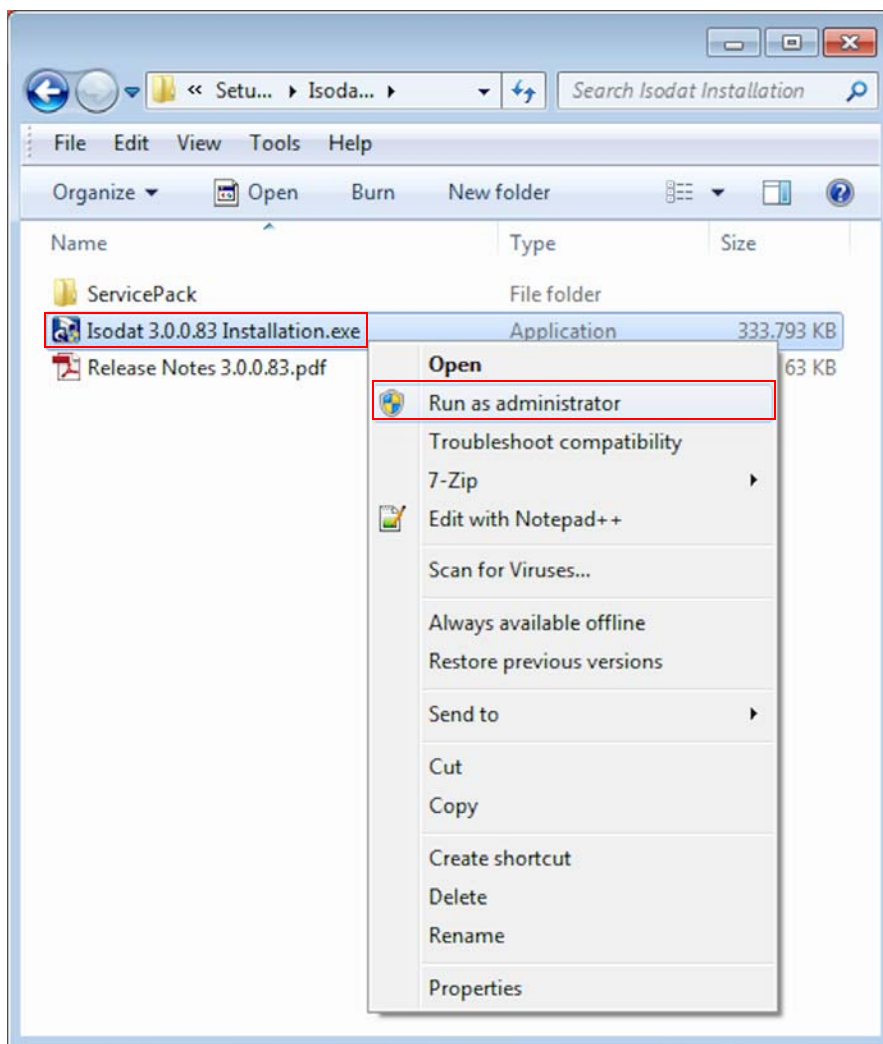 « Setu... Isoda... Search Isodat Installation
File Edit View Tools Help
Organize Open Burn New folder
Name Type Size
ServicePack File folder
Isodat 3.0.0.83 Installation.exe Application 333.793 KB
Release Notes 3.0.0.83.pdf 63 KB
Open
Run as administrator
Troubleshoot compatibility
7-Zip
Edit with Notepad++
Scan for Viruses...
Always available offline
Restore previous versions
Send to
Cut
Copy
Create shortcut
Delete
Rename
Properties